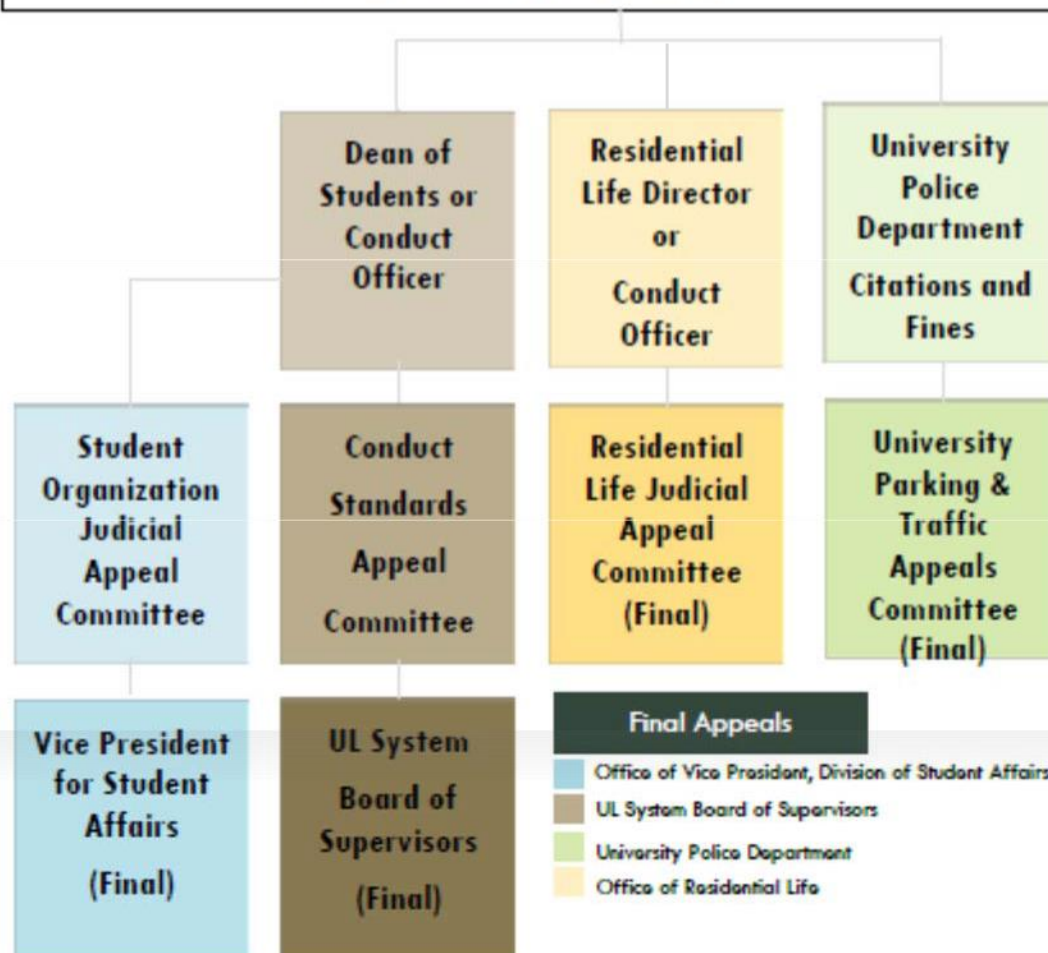 Dean of
Students or
Conduct
Officer
Residential
Life Director
or
Conduct
Officer
University
Police
Department
Citations and
Fines
Student
Organization
Judicial
Appeal
Committee
Conduct
Standards
Appeal
Committee
Residential
Life Judicial
Appeal
Committee
(Final)
University
Parking &
Traffic
Appeals
Committee
(Final)
Vice President
for Student
Affairs
(Final)
UL System
Board of
Supervisors
(Final)
Final Appeals
Office of Vice President, Division of Student Affairs
UL System Board of Supervisors
University Police Department
Office of Residential Life